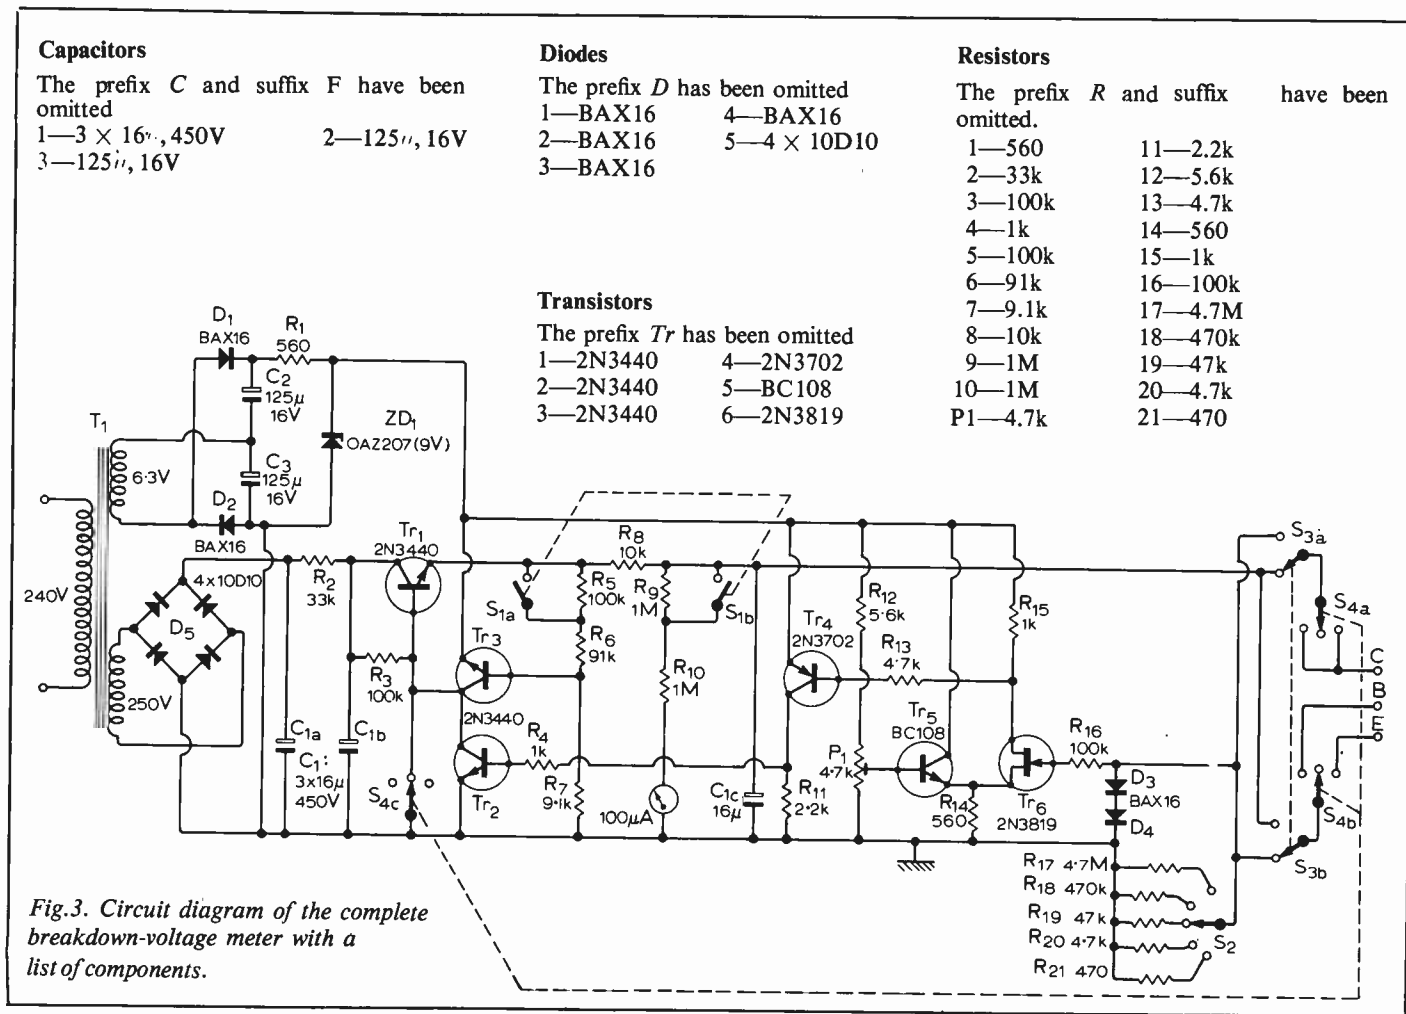 Capacitors
The prefix C and suffix F have been
omitted
1—3 × 16″, 450V 2—125″, 16V
3—125″, 16V
Diodes
The prefix D has been omitted
1—BAX16 4—BAX16
2—BAX16 5—4 × 10D10
3—BAX16
Resistors
The prefix R and suffix have been
omitted.
1—560 11—2.2k
2—33k 12—5.6k
3—100k 13—4.7k
4—1k 14—560
5—100k 15—1k
6—91k 16—100k
7—9.1k 17—4.7M
8—10k 18—470k
9—1M 19—47k
10—1M 20—4.7k
P1—4.7k 21—470
Transistors
The prefix Tr has been omitted
1—2N3440 4—2N3702
2—2N3440 5—BC108
3—2N3440 6—2N3819
D1
BAX16
R1
560
C2
125μ
16V
T1
ZD1
OAZ207(9V)
6·3V
C3
125μ
16V
D2
BAX16
Tr1
2N3440
R8
10k
S3a
4x10D10
R2
33k
R5
100k
R9
1M
S1a
S1b
R12
5·6k
R15
1k
S4a
240V
D5
Tr3
2N3440
R6
91k
Tr4
2N3702
R13
4·7k
R3
100k
R10
1M
C
B
E
250V
C1a
C1:
3x16μ
450V
C1b
R4
1k
Tr5
BC108
R16
100k
P1
4·7k
D3
BAX16
D4
S4c
Tr2
R7
9·1k
100μA
C1c
16μ
R11
2·2k
R14
560
Tr6
2N3819
S4b
S3b
R17 4·7M
R18 470k
R19 47k
R20 4·7k
R21 470
S2
Fig.3. Circuit diagram of the complete
breakdown-voltage meter with a
list of components.